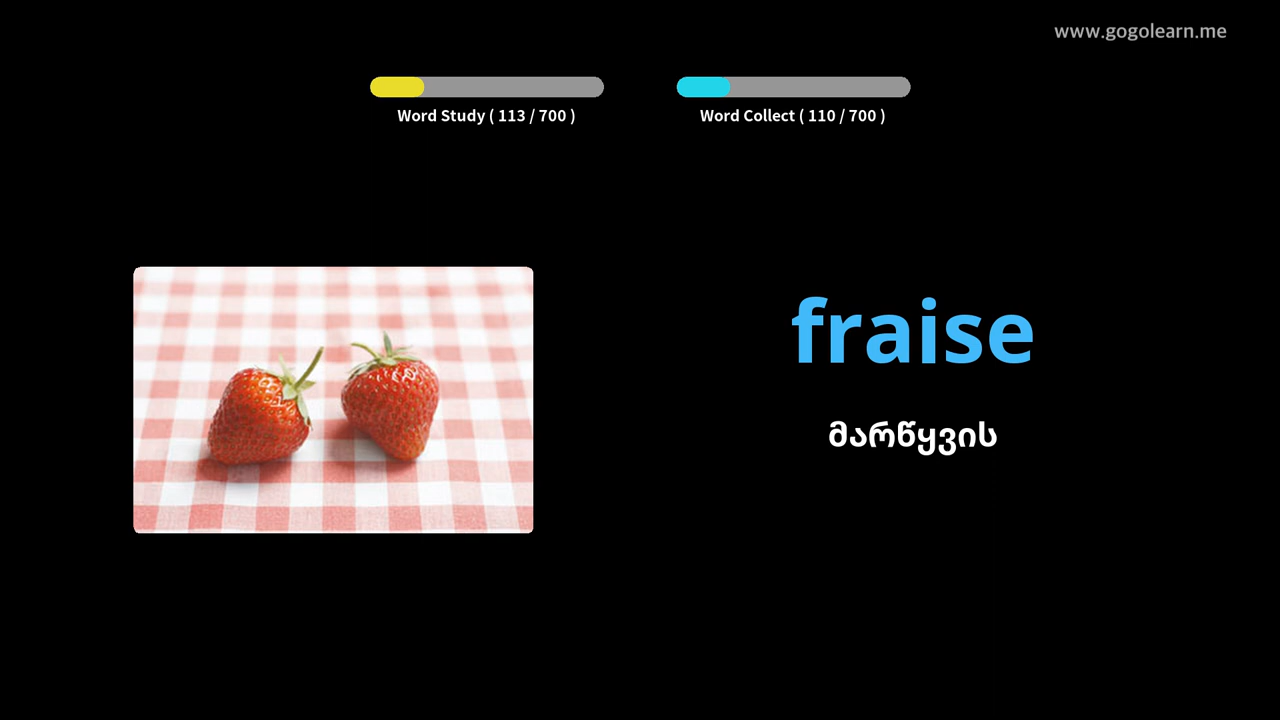 www.gogolearn.me
Word Study ( 113 / 700 )
Word Collect ( 110 / 700 )
fraise
მარწყვის